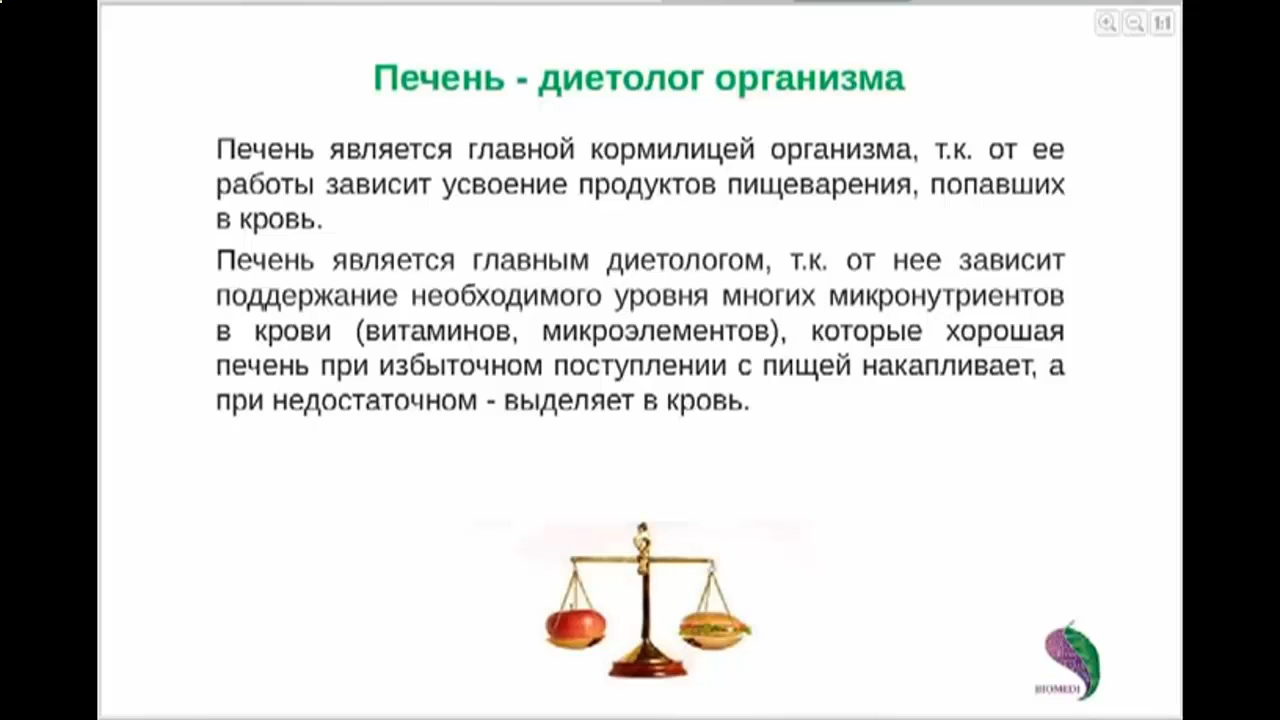 1:1
Печень - диетолог организма
Печень является главной кормилицей организма, т.к. от ее
работы зависит усвоение продуктов пищеварения, попавших
в кровь.
Печень является главным диетологом, т.к. от нее зависит
поддержание необходимого уровня многих микронутриентов
в крови (витаминов, микроэлементов), которые хорошая
печень при избыточном поступлении с пищей накапливает, а
при недостаточном - выделяет в кровь.
BIOMEDI